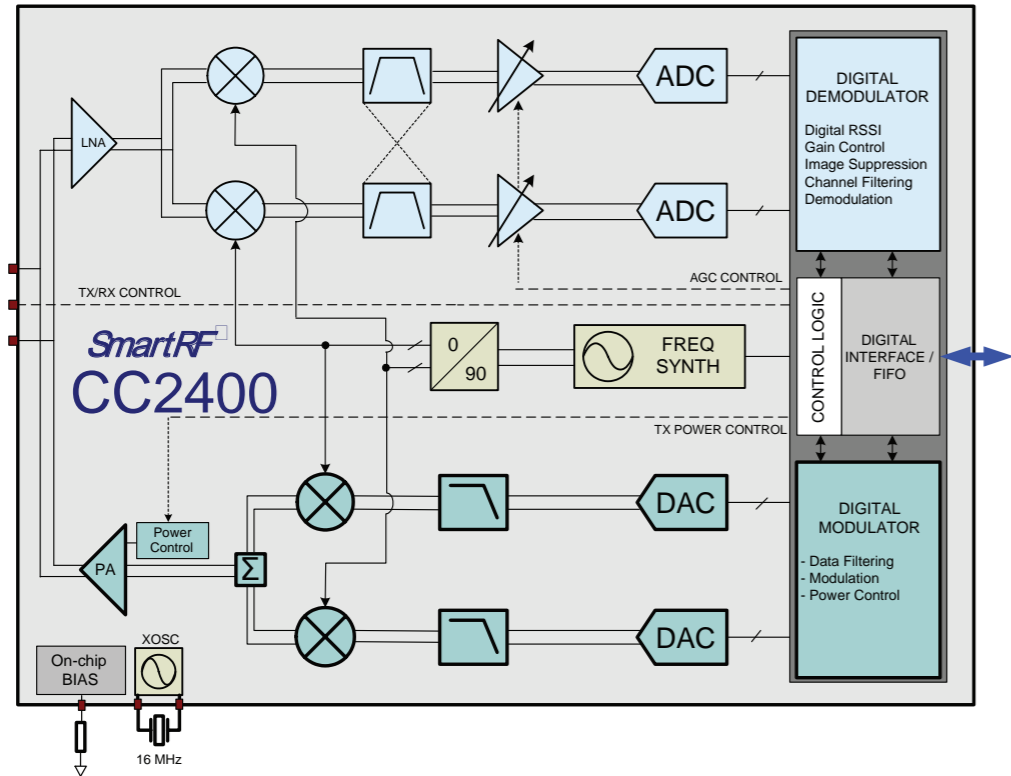 ADC
DIGITAL
DEMODULATOR
Digital RSSI
Gain Control
Image Suppression
Channel Filtering
Demodulation
LNA
ADC
AGC CONTROL
TX/RX CONTROL
SmartRF
CC2400
0
90
FREQ
SYNTH
CONTROL LOGIC
DIGITAL
INTERFACE /
FIFO
TX POWER CONTROL
Power
Control
PA
Σ
DAC
DIGITAL
MODULATOR
- Data Filtering
- Modulation
- Power Control
DAC
On-chip
BIAS
XOSC
16 MHz